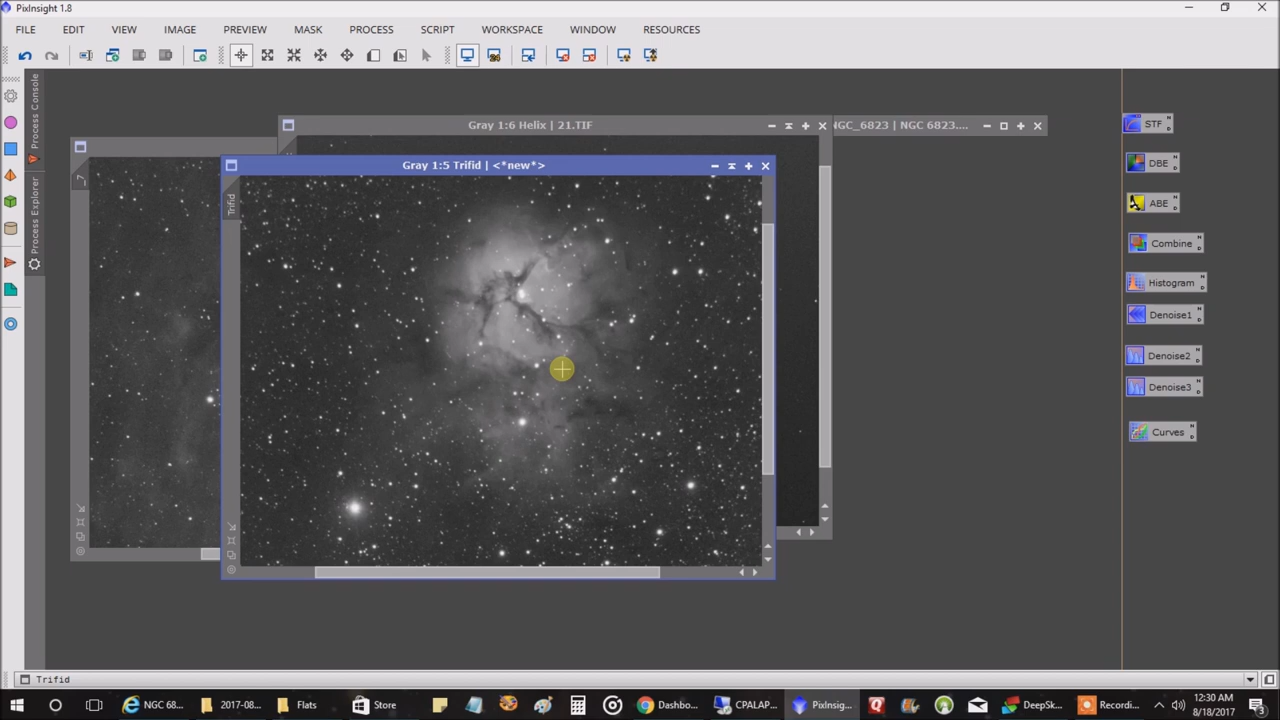 PixInsight 1.8
FILE EDIT VIEW IMAGE PREVIEW MASK PROCESS SCRIPT WORKSPACE WINDOW RESOURCES
Process Console
Process Explorer
Gray 1:6 Helix | 21.TIF
NGC_6823 | NGC 6823....
Gray 1:5 Trifid | <*new*>
Trifid
7
STF
DBE
ABE
Combine
Histogram
Denoise1
Denoise2
Denoise3
Curves
Trifid
NGC 68...
2017-08...
Flats
Store
Dashbo...
CPALAP...
PixInsig...
DeepSk...
Recordi...
12:30 AM
8/18/2017
3